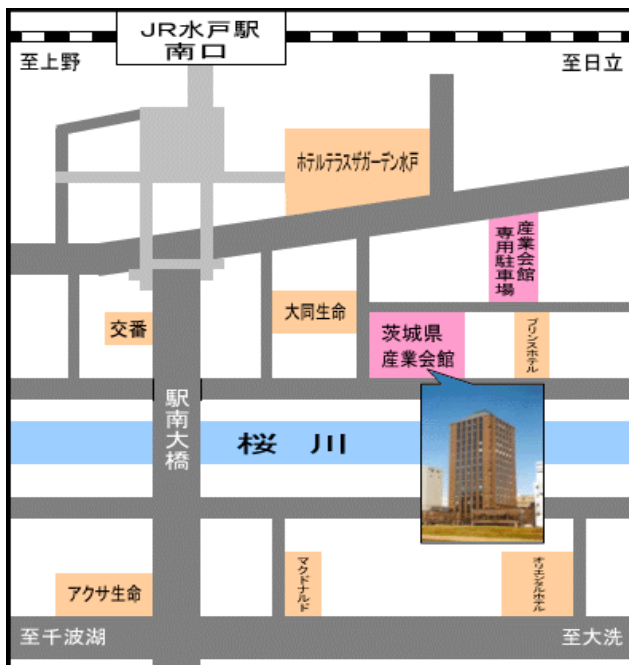 JR水戸駅
南口
至上野
至日立
ホテルテラスザガーデン水戸
産業会館
専用駐車場
大同生命
交番
茨城県
産業会館
プリンスホテル
駅南大橋
桜川
アクサ生命
マクドナルド
オリエンタルホテル
至千波湖
至大洗